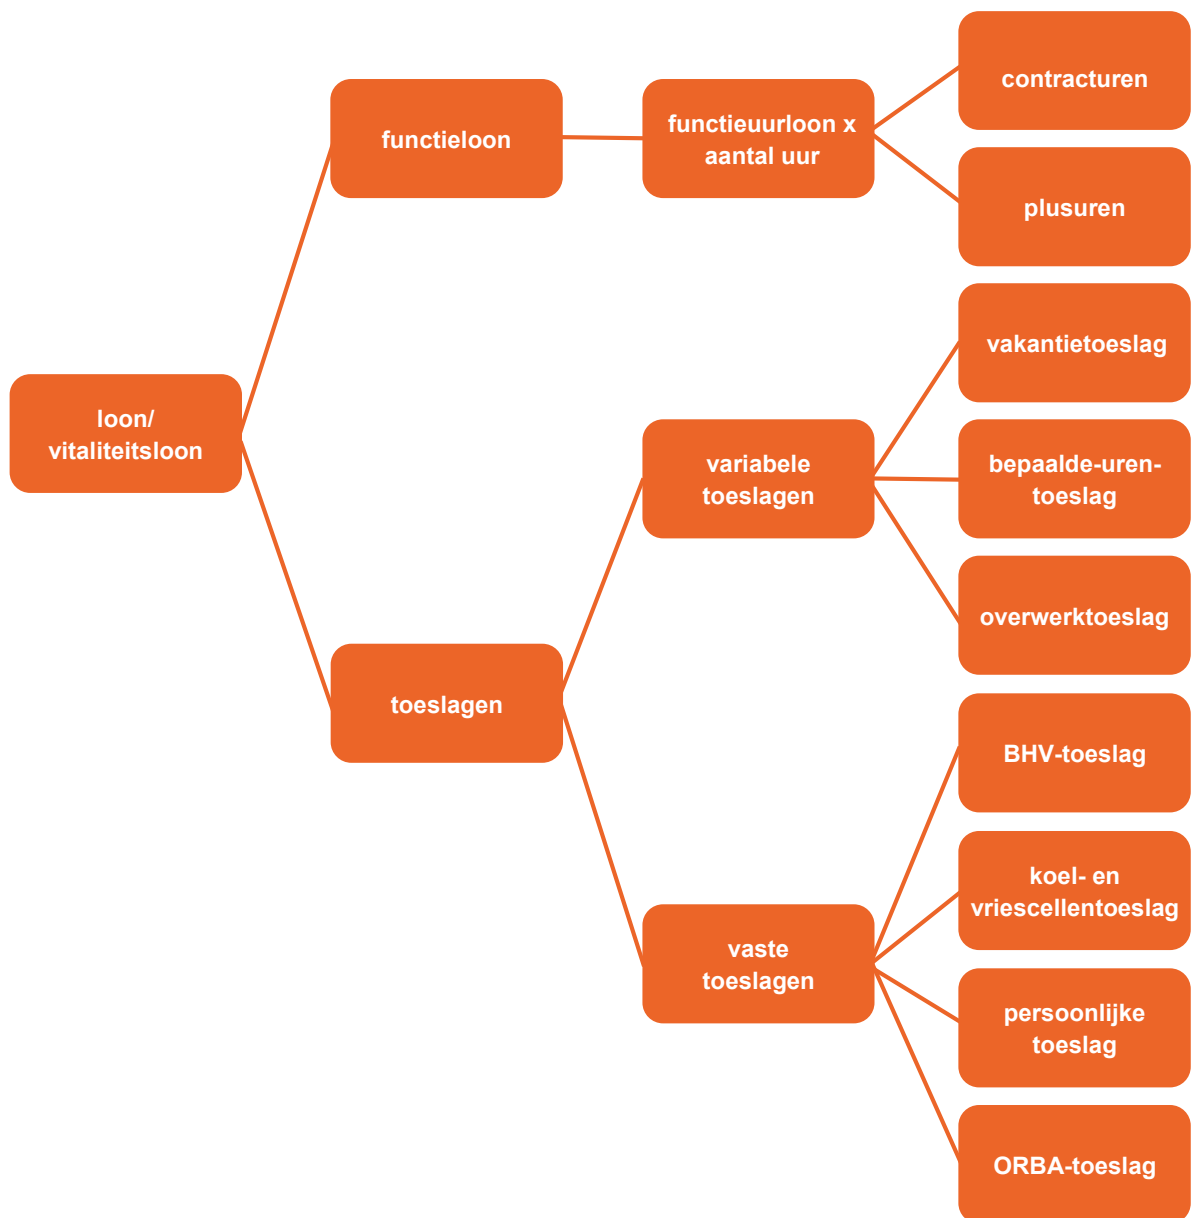 contracturen
functieloon
functieuurloon x
aantal uur
plusuren
vakantietoeslag
loon/
vitaliteitsloon
variabele
toeslagen
bepaalde-uren-
toeslag
overwerktoeslag
toeslagen
BHV-toeslag
koel- en
vriescellentoeslag
vaste
toeslagen
persoonlijke
toeslag
ORBA-toeslag